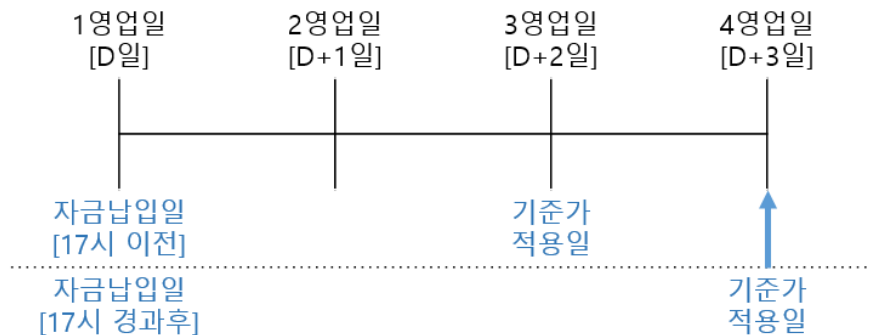 1영업일 2영업일 3영업일 4영업일
[D일] [D+1일] [D+2일] [D+3일]
자금납입일 기준가
[17시 이전] 적용일
자금납입일 기준가
[17시 경과후] 적용일